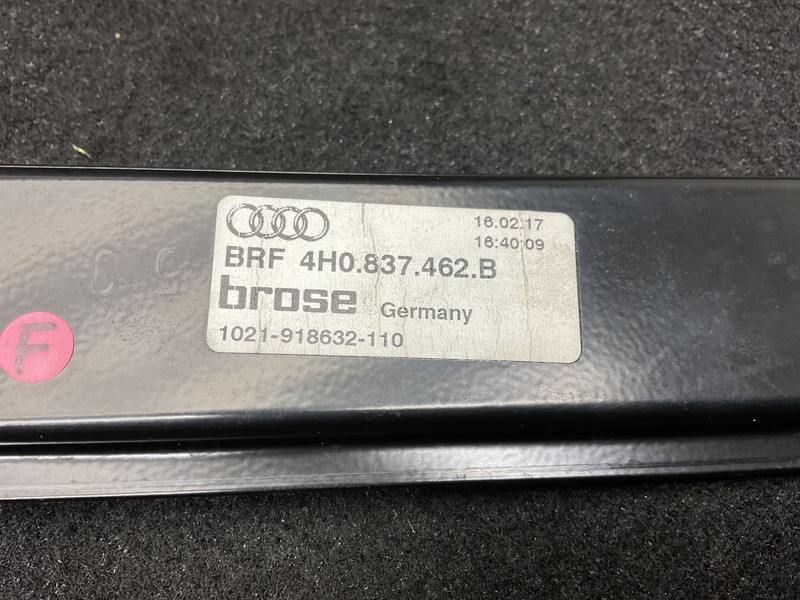 16.02.17
16:40:09
BRF 4H0.837.462.B
brose Germany
1021-918632-110
F